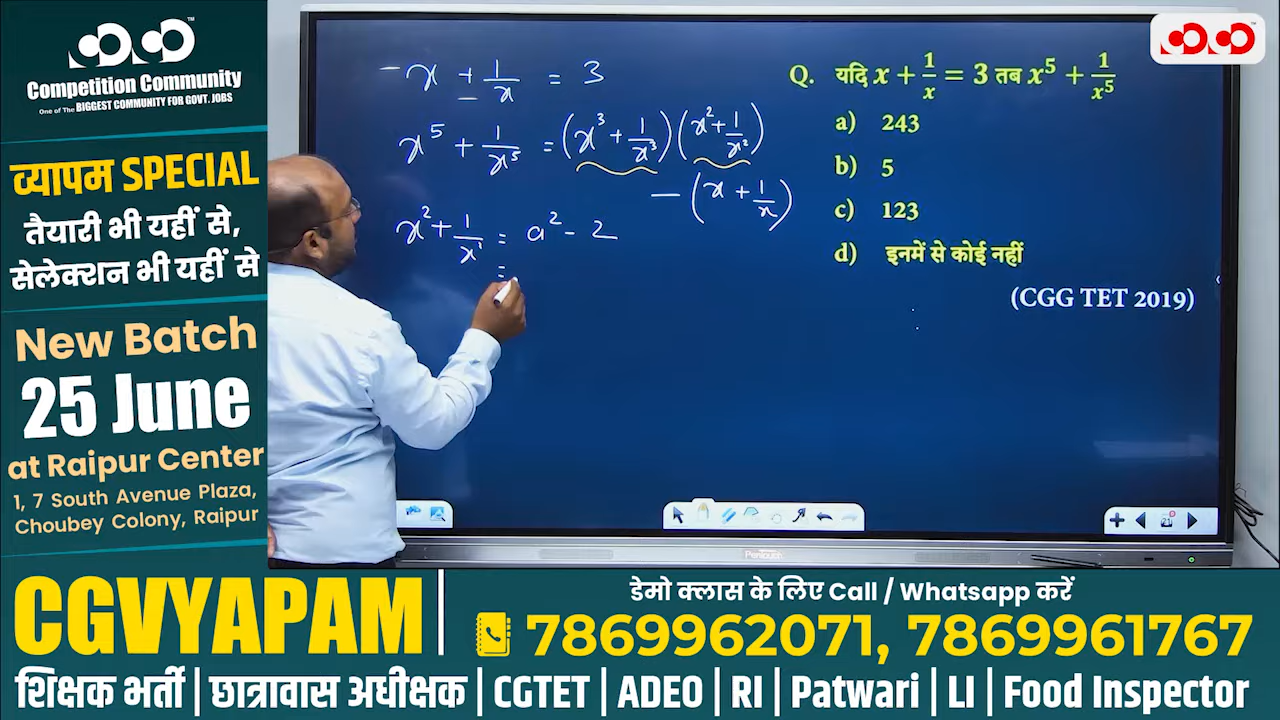 Competition Community
One of The BIGGEST COMMUNITY FOR GOVT. JOBS
व्यापम SPECIAL
तैयारी भी यहीं से,
सेलेक्शन भी यहीं से
New Batch
25 June
at Raipur Center
1, 7 South Avenue Plaza,
Choubey Colony, Raipur
- x + 1/x = 3
x⁵ + 1/x⁵ = (x³ + 1/x³)(x² + 1/x²)
- (x + 1/x)
x² + 1/x² = a² - 2
=
Q. यदि x + 1/x = 3 तब x⁵ + 1/x⁵
a) 243
b) 5
c) 123
d) इनमें से कोई नहीं
(CGG TET 2019)
CGVYAPAM
डेमो क्लास के लिए Call / Whatsapp करें
7869962071, 7869961767
शिक्षक भर्ती | छात्रावास अधीक्षक | CGTET | ADEO | RI | Patwari | LI | Food Inspector